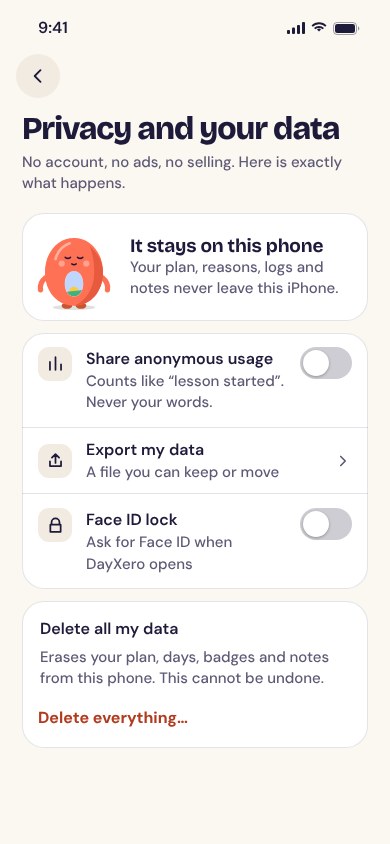 9:41
Privacy and your data
No account, no ads, no selling. Here is exactly
what happens.
It stays on this phone
Your plan, reasons, logs and
notes never leave this iPhone.
Share anonymous usage
Counts like “lesson started”.
Never your words.
Export my data
A file you can keep or move
Face ID lock
Ask for Face ID when
DayXero opens
Delete all my data
Erases your plan, days, badges and notes
from this phone. This cannot be undone.
Delete everything…